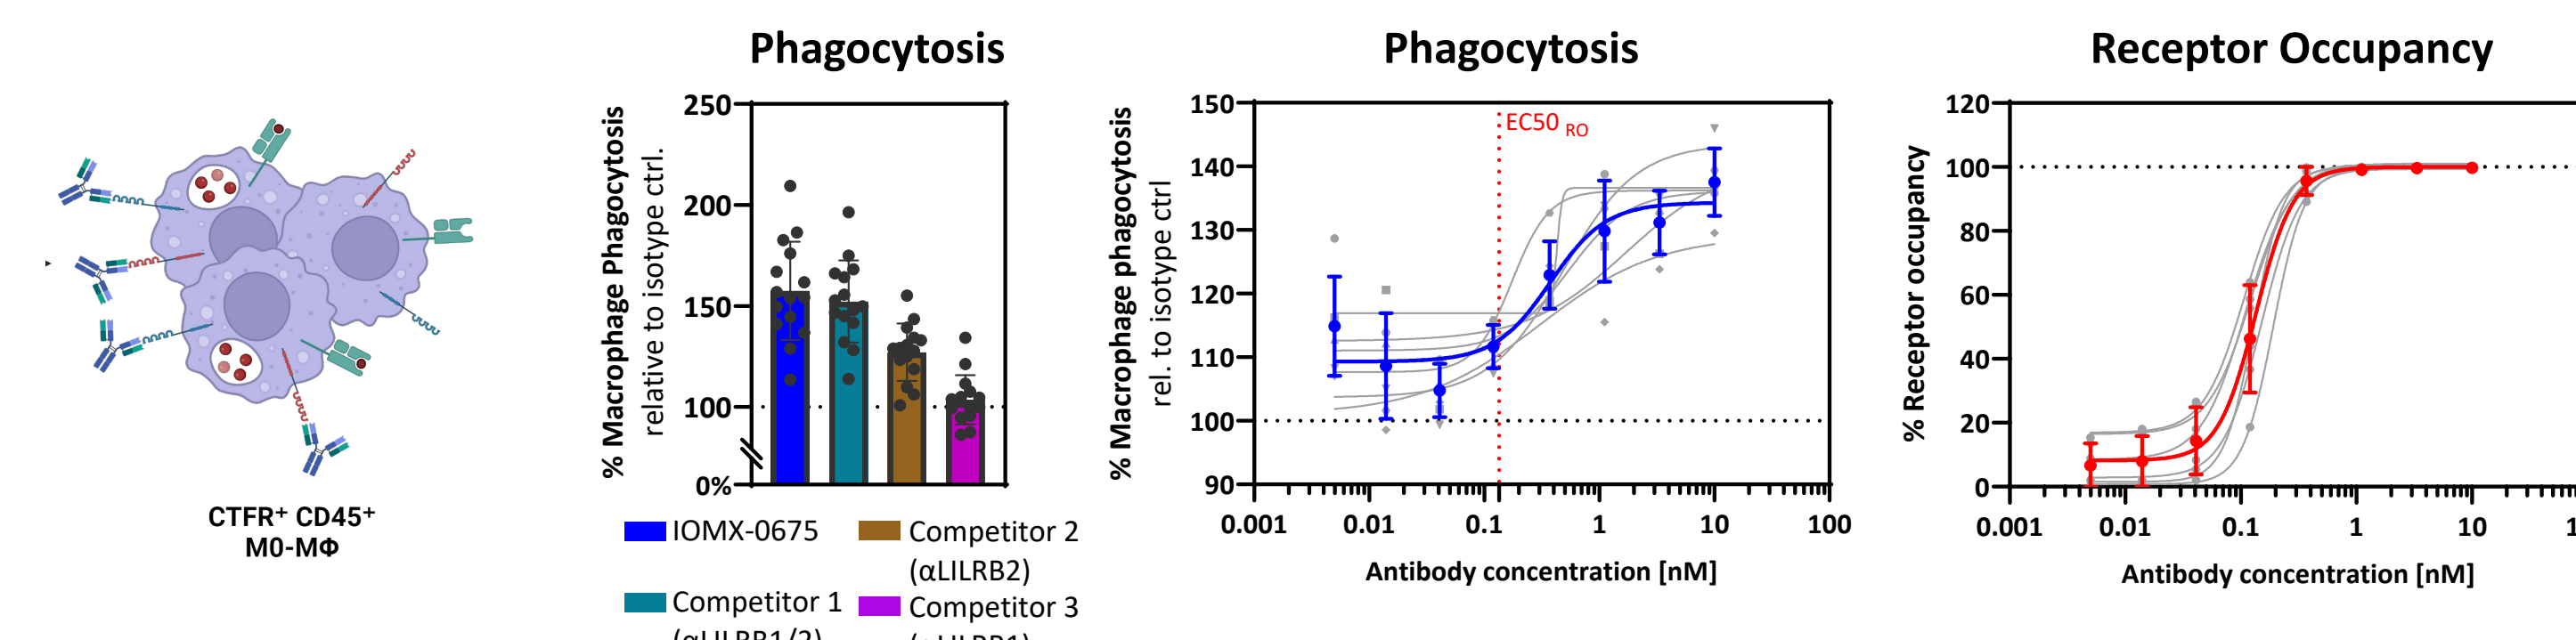 Phagocytosis
% Macrophage Phagocytosis
relative to isotype ctrl.
250
200
150
100
0%
IOMX-0675
Competitor 1
(αLILRB1/2)
Competitor 2
(αLILRB2)
Competitor 3
(αLILRB1)
CTFR⁺ CD45⁺
M0-MΦ
Phagocytosis
% Macrophage phagocytosis
rel. to isotype ctrl
150
140
130
120
110
100
90
EC50 RO
0.001 0.01 0.1 1 10 100
Antibody concentration [nM]
Receptor Occupancy
% Receptor occupancy
120
100
80
60
40
20
0
0.001 0.01 0.1 1 10
Antibody concentration [nM]